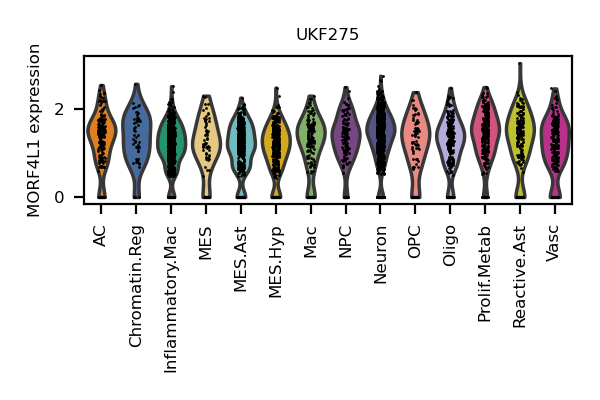 UKF275
MORF4L1 expression
2
0
AC
Chromatin.Reg
Inflammatory.Mac
MES
MES.Ast
MES.Hyp
Mac
NPC
Neuron
OPC
Oligo
Prolif.Metab
Reactive.Ast
Vasc